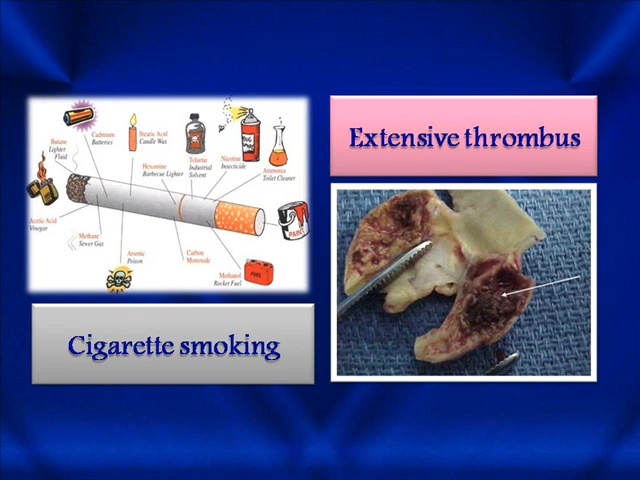 Cadmium
Batteries
Stearic Acid
Candle Wax
Butane
Lighter
Fluid
Hexamine
Barbecue Lighter
Toluene
Industrial
Solvent
Nicotine
Insecticide
Ammonia
Toilet Cleaner
Acetic Acid
Vinegar
Methane
Sewer Gas
Arsenic
Poison
Carbon
Monoxide
Methanol
Rocket Fuel
PAINT
Cigarette smoking
Extensive thrombus